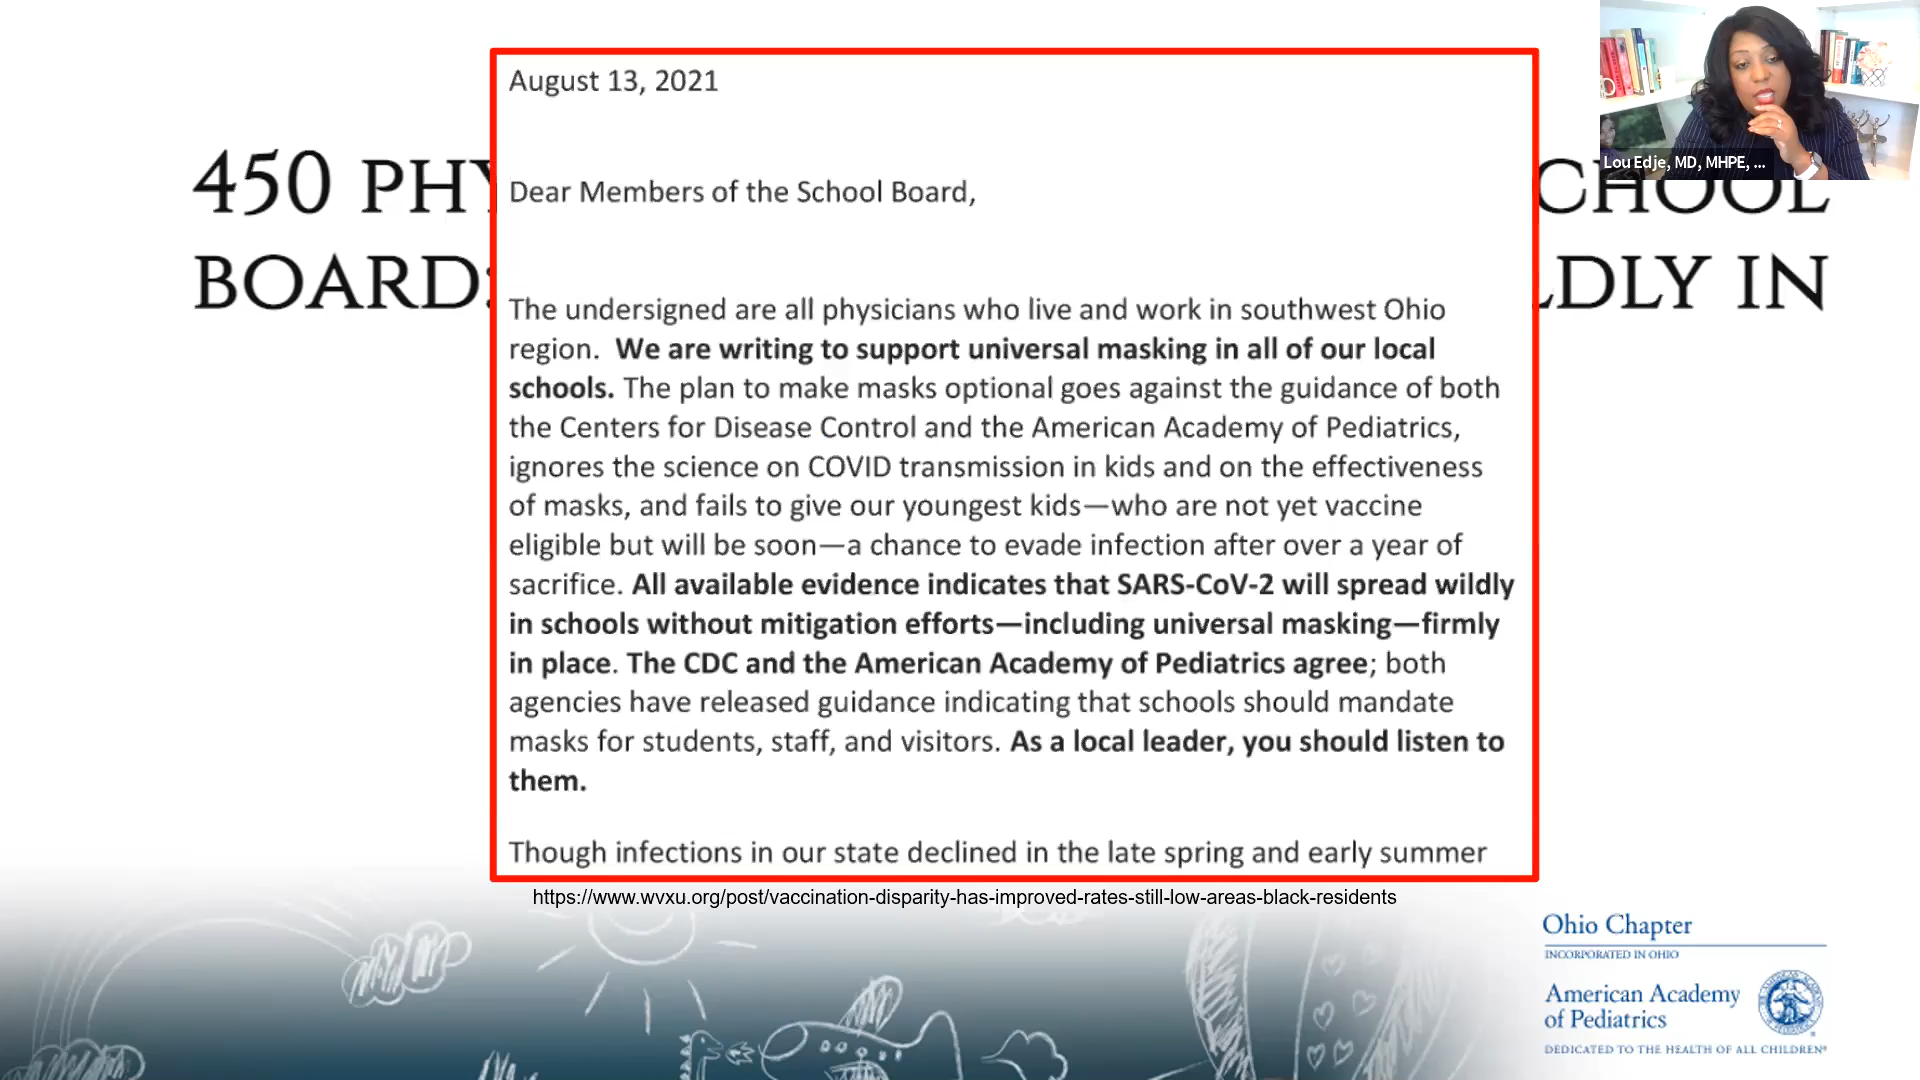 Lou Edje, MD, MHPE, ...
450 PHY
CHOOL
BOARD
LDLY IN
August 13, 2021
Dear Members of the School Board,
The undersigned are all physicians who live and work in southwest Ohio
region. We are writing to support universal masking in all of our local
schools. The plan to make masks optional goes against the guidance of both
the Centers for Disease Control and the American Academy of Pediatrics,
ignores the science on COVID transmission in kids and on the effectiveness
of masks, and fails to give our youngest kids—who are not yet vaccine
eligible but will be soon—a chance to evade infection after over a year of
sacrifice. All available evidence indicates that SARS-CoV-2 will spread wildly
in schools without mitigation efforts—including universal masking—firmly
in place. The CDC and the American Academy of Pediatrics agree; both
agencies have released guidance indicating that schools should mandate
masks for students, staff, and visitors. As a local leader, you should listen to
them.
Though infections in our state declined in the late spring and early summer
https://www.wvxu.org/post/vaccination-disparity-has-improved-rates-still-low-areas-black-residents
Ohio Chapter
INCORPORATED IN OHIO
American Academy
of Pediatrics
DEDICATED TO THE HEALTH OF ALL CHILDREN®